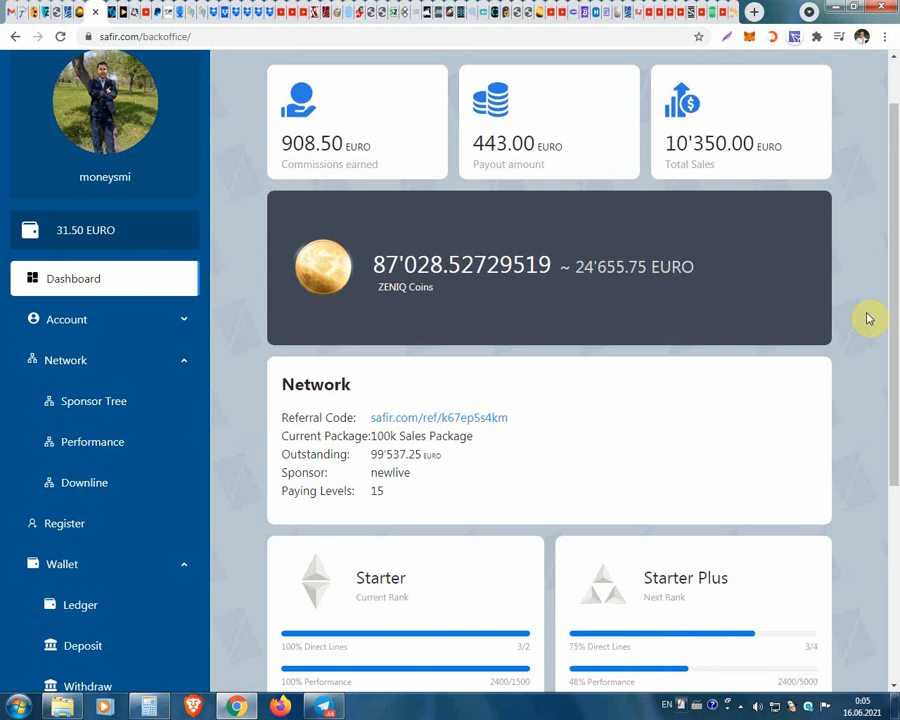 safir.com/backoffice/
moneysmi
31.50 EURO
Dashboard
Account
Network
Sponsor Tree
Performance
Downline
Register
Wallet
Ledger
Deposit
Withdraw
908.50 EURO
Commissions earned
443.00 EURO
Payout amount
10'350.00 EURO
Total Sales
87'028.52729519 ~ 24'655.75 EURO
ZENIQ Coins
Network
Referral Code: safir.com/ref/k67ep5s4km
Current Package:100k Sales Package
Outstanding: 99'537.25 EURO
Sponsor: newlive
Paying Levels: 15
Starter
Current Rank
100% Direct Lines 3/2
100% Performance 2400/1500
Starter Plus
Next Rank
75% Direct Lines 3/4
48% Performance 2400/5000
EN
0:05
16.06.2021